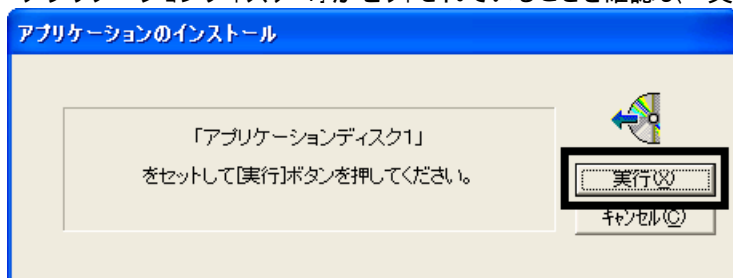 アプリケーションのインストール
「アプリケーションディスク1」
をセットして[実行]ボタンを押してください。
実行(X)
キャンセル(C)